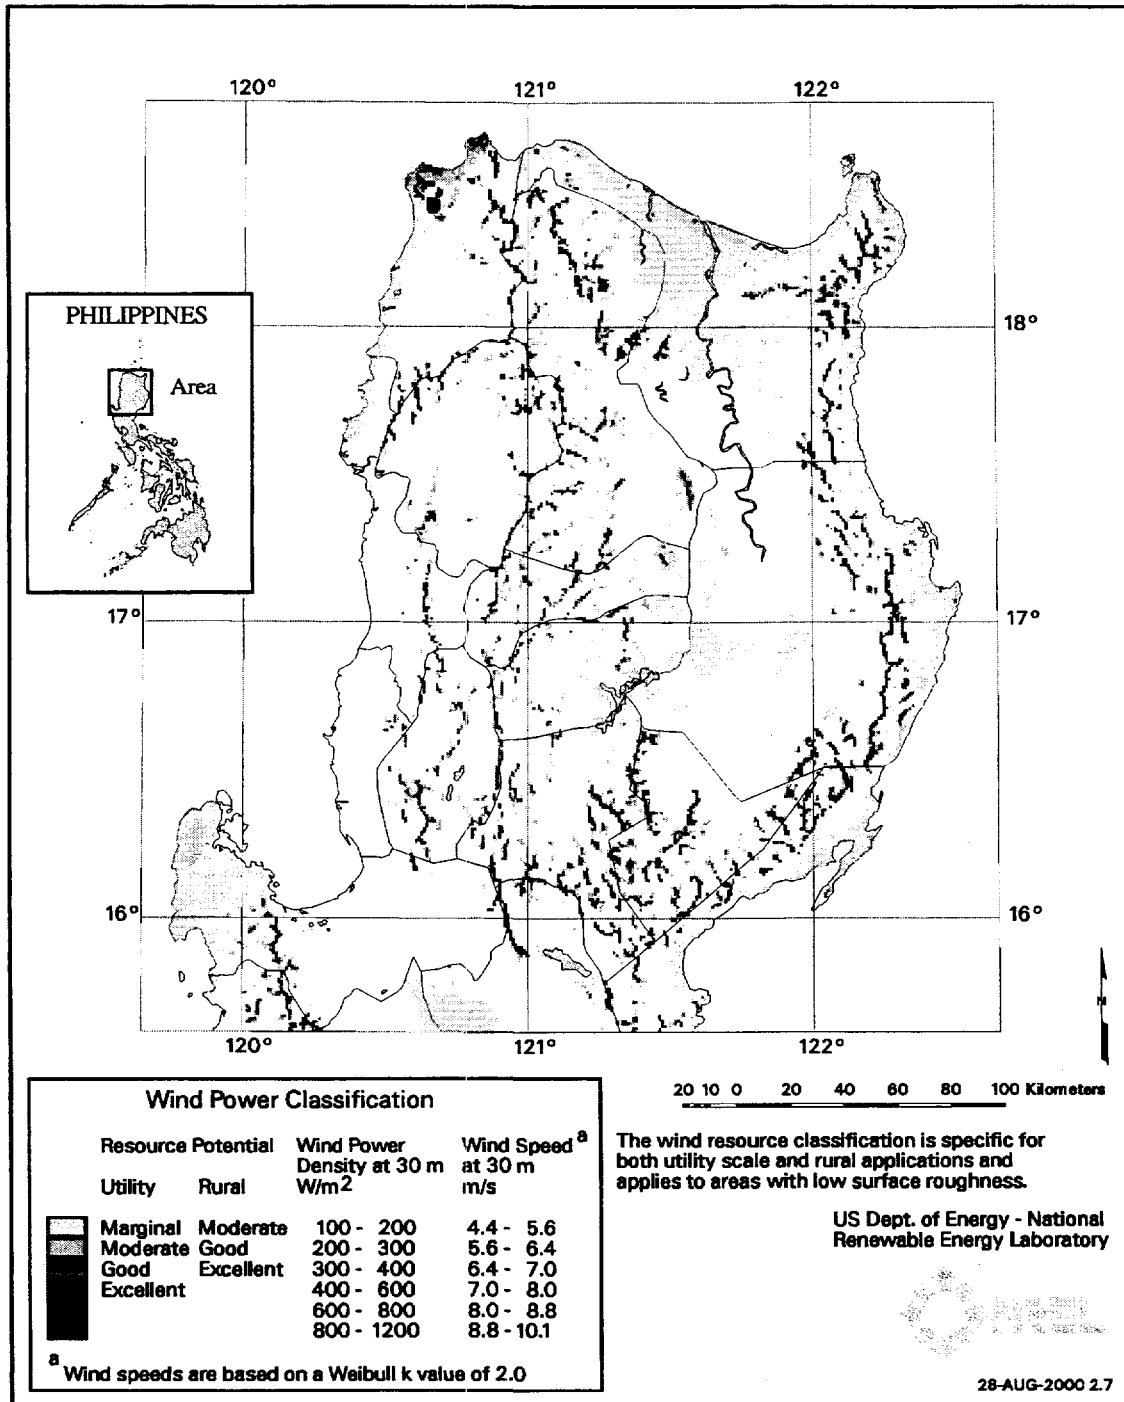 120° 121° 122°
PHILIPPINES
Area
18°
17° 17°
16° 16°
120° 121° 122°
N
Wind Power Classification
Resource Potential Wind Power Wind Speed a
Density at 30 m at 30 m
Utility Rural W/m2 m/s
Marginal Moderate 100 - 200 4.4 - 5.6
Moderate Good 200 - 300 5.6 - 6.4
Good Excellent 300 - 400 6.4 - 7.0
Excellent 400 - 600 7.0 - 8.0
600 - 800 8.0 - 8.8
800 - 1200 8.8 - 10.1
a Wind speeds are based on a Weibull k value of 2.0
20 10 0 20 40 60 80 100 Kilometers
The wind resource classification is specific for
both utility scale and rural applications and
applies to areas with low surface roughness.
US Dept. of Energy - National
Renewable Energy Laboratory
NREL
28-AUG-2000 2.7